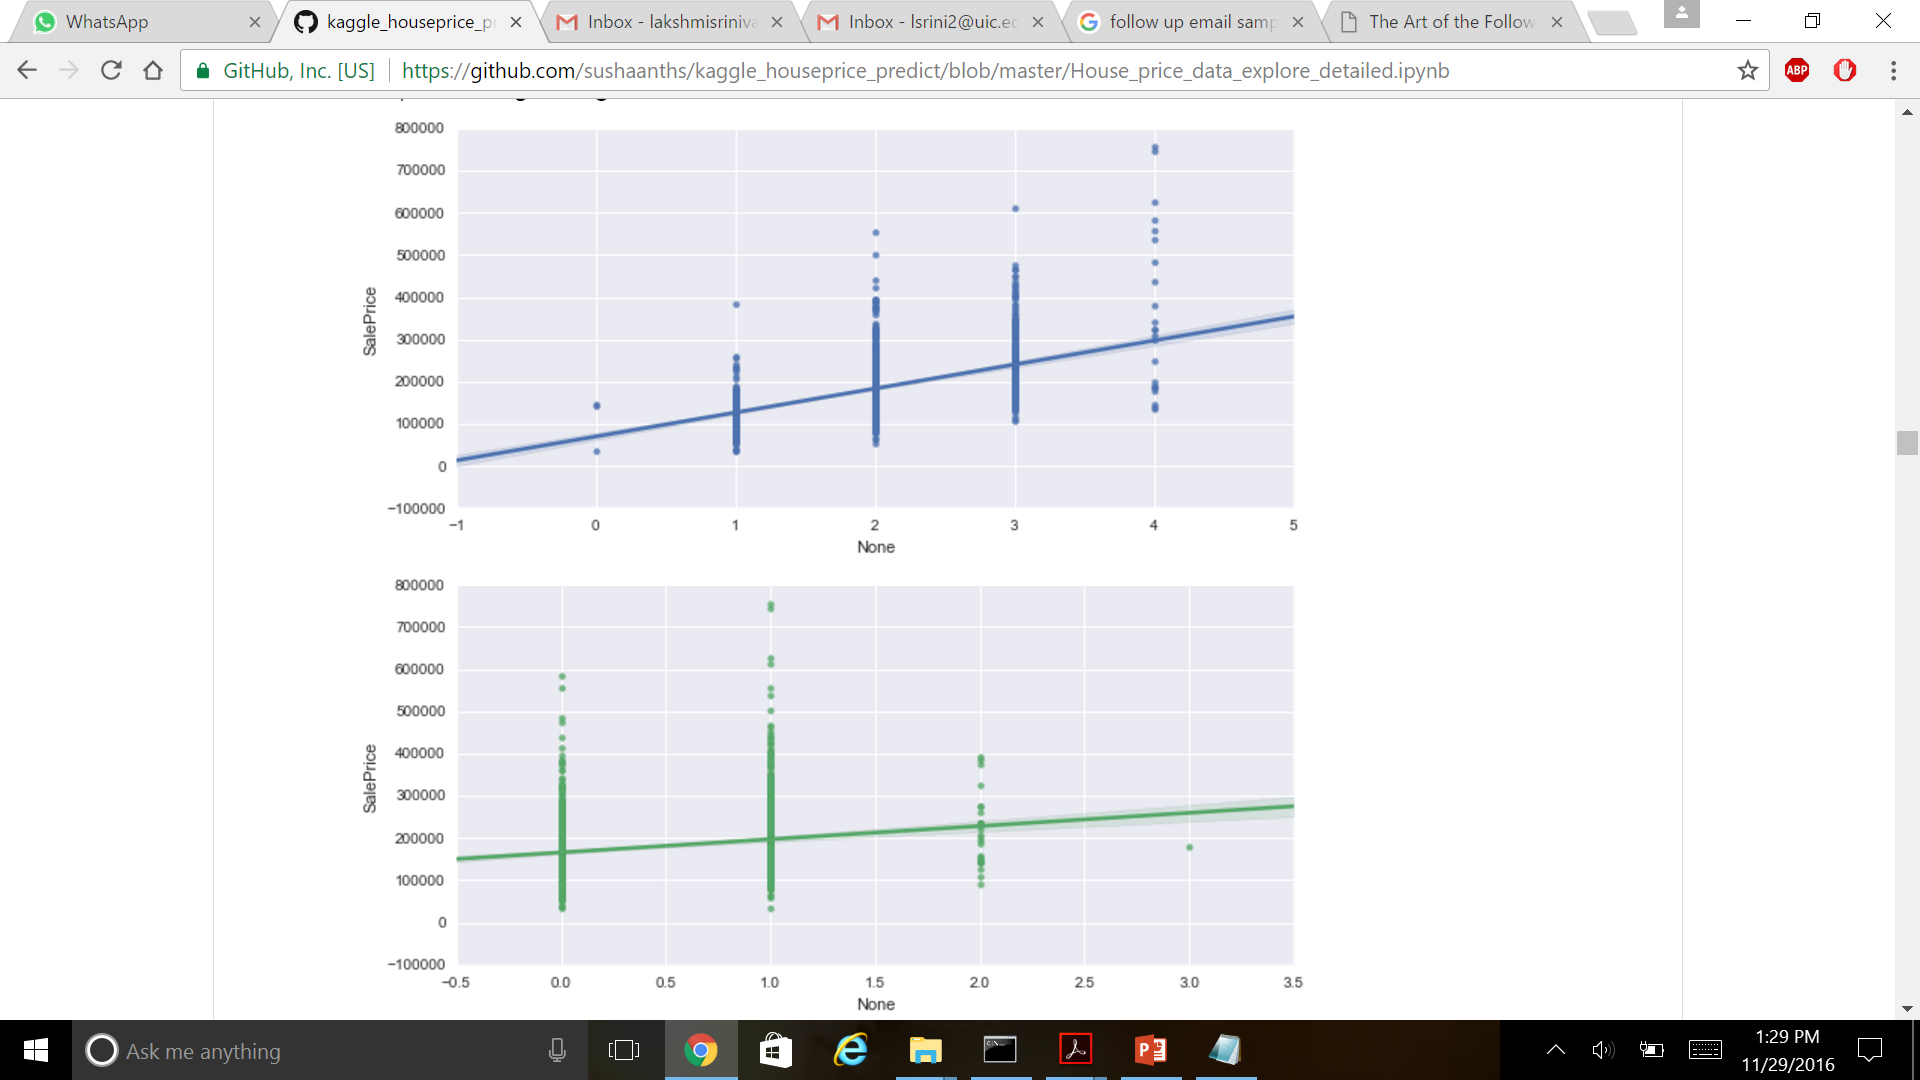 WhatsApp
kaggle_houseprice_p
Inbox - lakshmisriniva
Inbox - lsrini2@uic.e
follow up email samp
The Art of the Follow
GitHub, Inc. [US]
https://github.com/sushaanths/kaggle_houseprice_predict/blob/master/House_price_data_explore_detailed.ipynb
ABP
800000
700000
600000
500000
400000
300000
200000
100000
0
−100000
SalePrice
−1 0 1 2 3 4 5
None
800000
700000
600000
500000
400000
300000
200000
100000
0
−100000
SalePrice
−0.5 0.0 0.5 1.0 1.5 2.0 2.5 3.0 3.5
None
Ask me anything
1:29 PM
11/29/2016